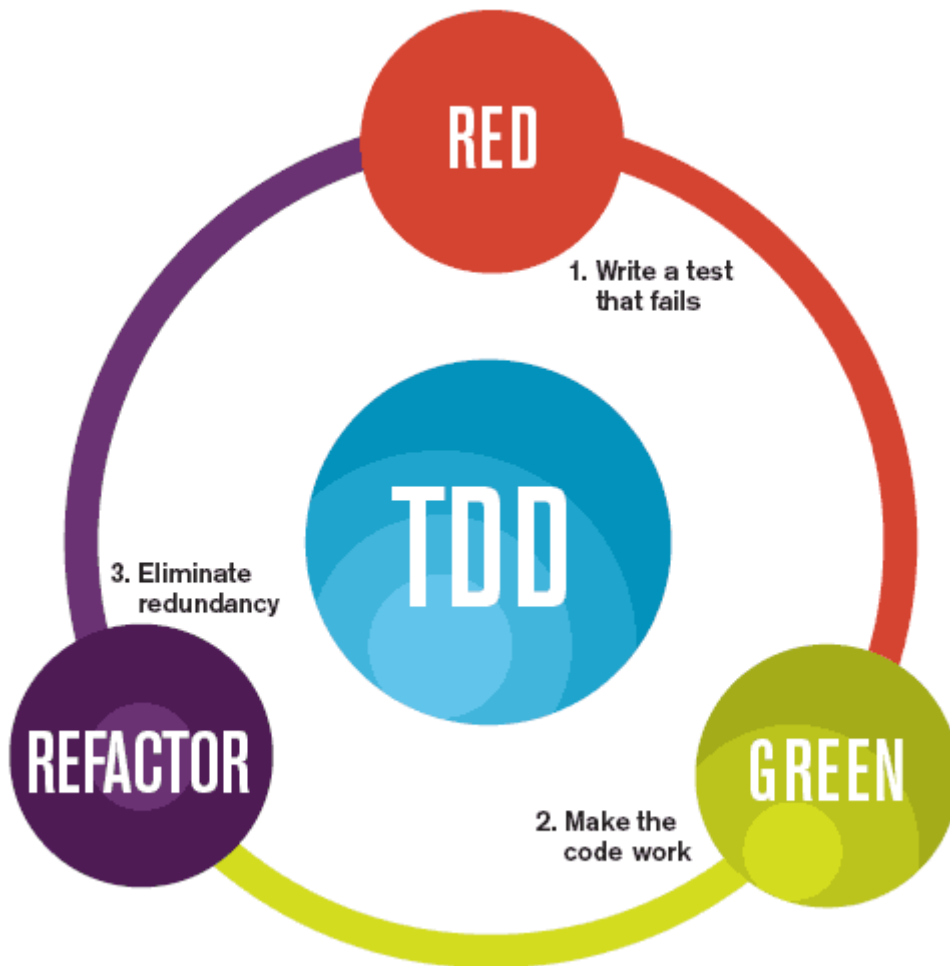 RED
1. Write a test
that fails
TDD
3. Eliminate
redundancy
REFACTOR
GREEN
2. Make the
code work